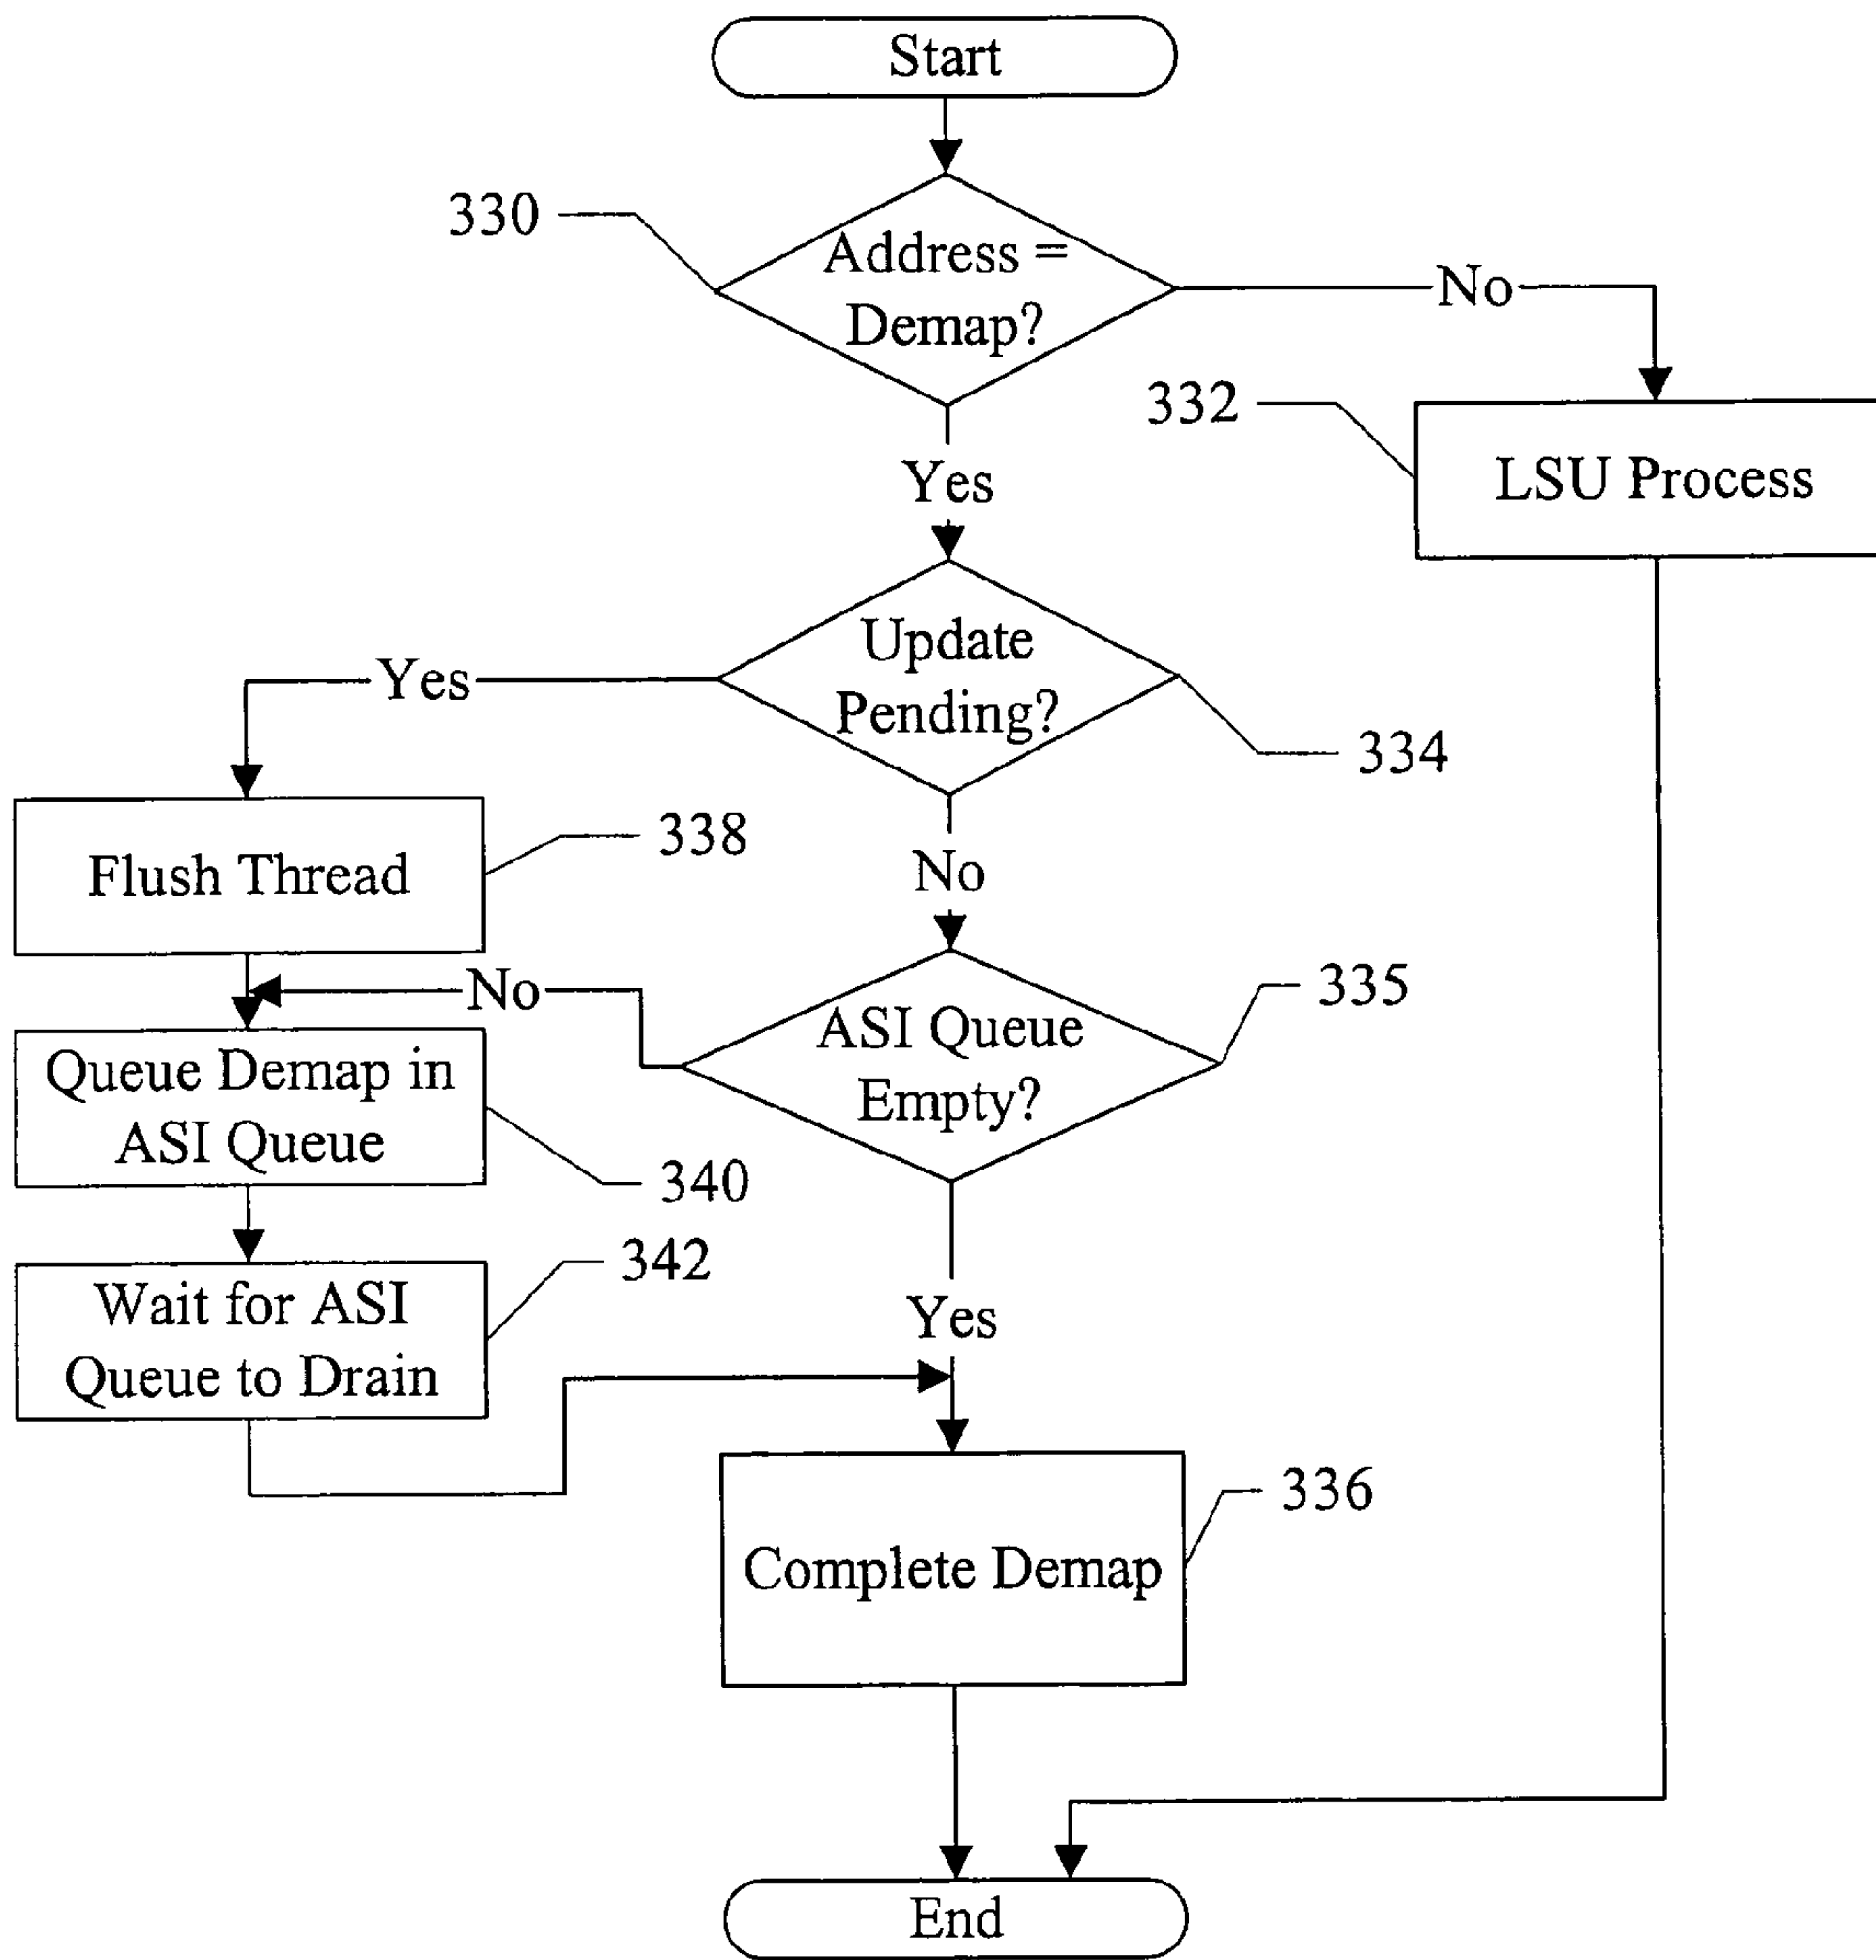 Start
330
Address =
Demap?
No
332
LSU Process
Yes
Update
Pending?
Yes
334
338
Flush Thread
No
No
335
ASI Queue
Empty?
Queue Demap in
ASI Queue
340
342
Wait for ASI
Queue to Drain
Yes
336
Complete Demap
End